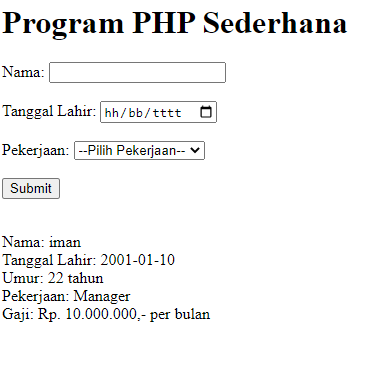 Program PHP Sederhana
Nama:
Tanggal Lahir: hh/bb/tttt
Pekerjaan: --Pilih Pekerjaan--
Submit
Nama: iman
Tanggal Lahir: 2001-01-10
Umur: 22 tahun
Pekerjaan: Manager
Gaji: Rp. 10.000.000,- per bulan